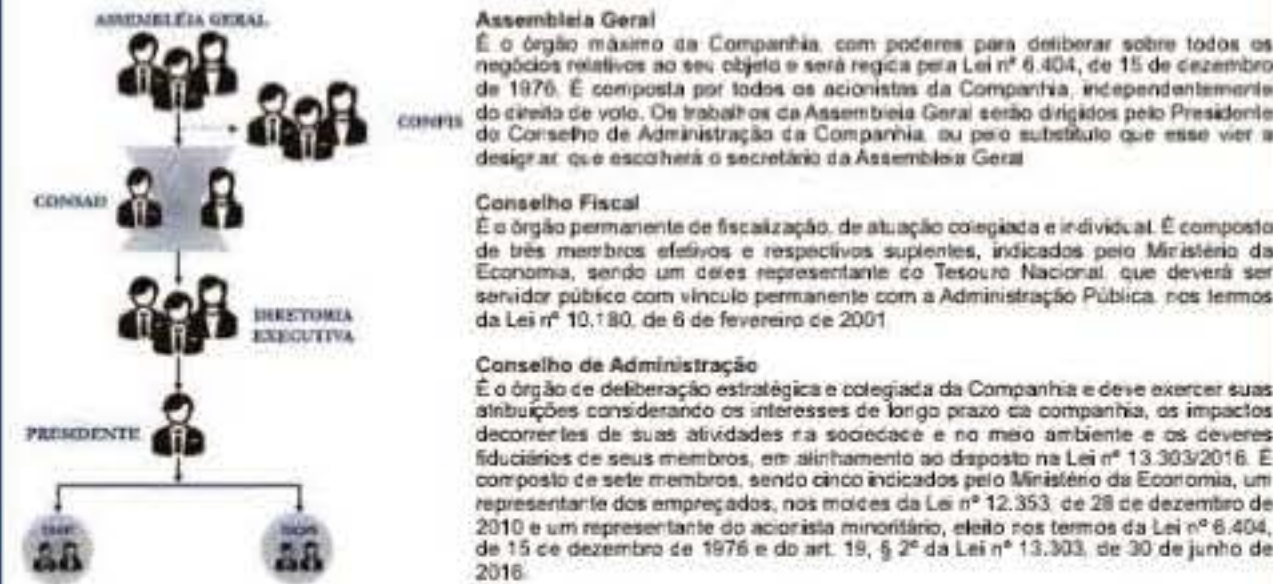 ASSEMBLÉIA GERAL
CONFIS
CONSAD
DIRETORIA
EXECUTIVA
PRESIDENTE
Assembleia Geral
É o órgão máximo da Companhia, com poderes para deliberar sobre todos os
negócios relativos ao seu objeto e será regida pela Lei nº 6.404, de 15 de dezembro
de 1976. É composta por todos os acionistas da Companhia, independentemente
do direito de voto. Os trabalhos da Assembleia Geral serão dirigidos pelo Presidente
do Conselho de Administração da Companhia, ou pelo substituto que esse vier a
designar, que escolherá o secretário da Assembleia Geral
Conselho Fiscal
É o órgão permanente de fiscalização, de atuação colegiada e individual. É composto
de três membros efetivos e respectivos suplentes, indicados pelo Ministério da
Economia, sendo um deles representante do Tesouro Nacional, que deverá ser
servidor público com vínculo permanente com a Administração Pública, nos termos
da Lei nº 10.180, de 6 de fevereiro de 2001
Conselho de Administração
É o órgão de deliberação estratégica e colegiada da Companhia e deve exercer suas
atribuições considerando os interesses de longo prazo da companhia, os impactos
decorrentes de suas atividades na sociedade e no meio ambiente e os deveres
fiduciários de seus membros, em alinhamento ao disposto na Lei nº 13.303/2016. É
composto de sete membros, sendo cinco indicados pelo Ministério da Economia, um
representante dos empregados, nos moldes da Lei nº 12.353, de 28 de dezembro de
2010 e um representante do acionista minoritário, eleito nos termos da Lei nº 6.404,
de 15 de dezembro de 1976 e do art. 19, § 2º da Lei nº 13.303, de 30 de junho de
2016.